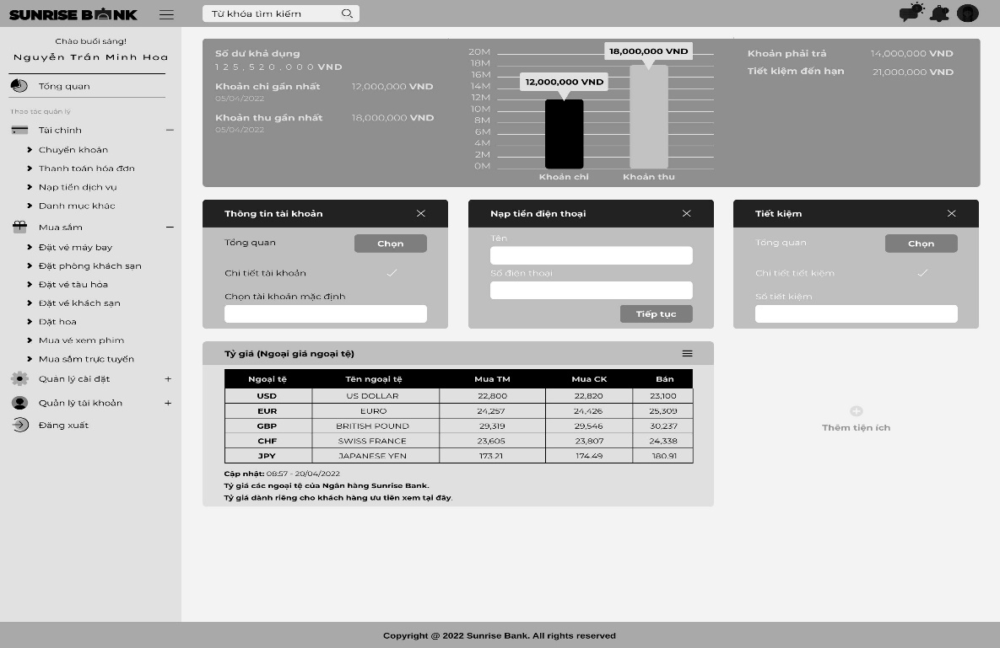 SUNRISE BANK
Từ khóa tìm kiếm
Chào buổi sáng!
Nguyễn Trần Minh Hoa
Tổng quan
Thao tác quản lý
Tài chính
Chuyển khoản
Thanh toán hóa đơn
Nạp tiền dịch vụ
Danh mục khác
Mua sắm
Đặt vé máy bay
Đặt phòng khách sạn
Đặt vé tàu hỏa
Đặt vé khách sạn
Đặt hoa
Mua vé xem phim
Mua sắm trực tuyến
Quản lý cài đặt
Quản lý tài khoản
Đăng xuất
Số dư khả dụng
125,520,000 VND
Khoản chi gần nhất 12,000,000 VND
05/04/2022
Khoản thu gần nhất 18,000,000 VND
05/04/2022
20M
18M
16M
14M
12M
10M
8M
6M
4M
2M
0M
12,000,000 VND
18,000,000 VND
Khoản chi Khoản thu
Khoản phải trả 14,000,000 VND
Tiết kiệm đến hạn 21,000,000 VND
Thông tin tài khoản
Tổng quan Chọn
Chi tiết tài khoản
Chọn tài khoản mặc định
Nạp tiền điện thoại
Tên
Số điện thoại
Tiếp tục
Tiết kiệm
Tổng quan Chọn
Chi tiết tiết kiệm
Số tiết kiệm
Tỷ giá (Ngoại giá ngoại tệ)
Ngoại tệ Tên ngoại tệ Mua TM Mua CK Bán
USD US DOLLAR 22,800 22,820 23,100
EUR EURO 24,257 24,426 25,309
GBP BRITISH POUND 29,319 29,546 30,237
CHF SWISS FRANCE 23,605 23,807 24,338
JPY JAPANESE YEN 173.21 174.49 180.91
Cập nhật: 08:57 - 20/04/2022
Tỷ giá các ngoại tệ của Ngân hàng Sunrise Bank.
Tỷ giá dành riêng cho khách hàng ưu tiên xem tại đây.
Thêm tiện ích
Copyright @ 2022 Sunrise Bank. All rights reserved